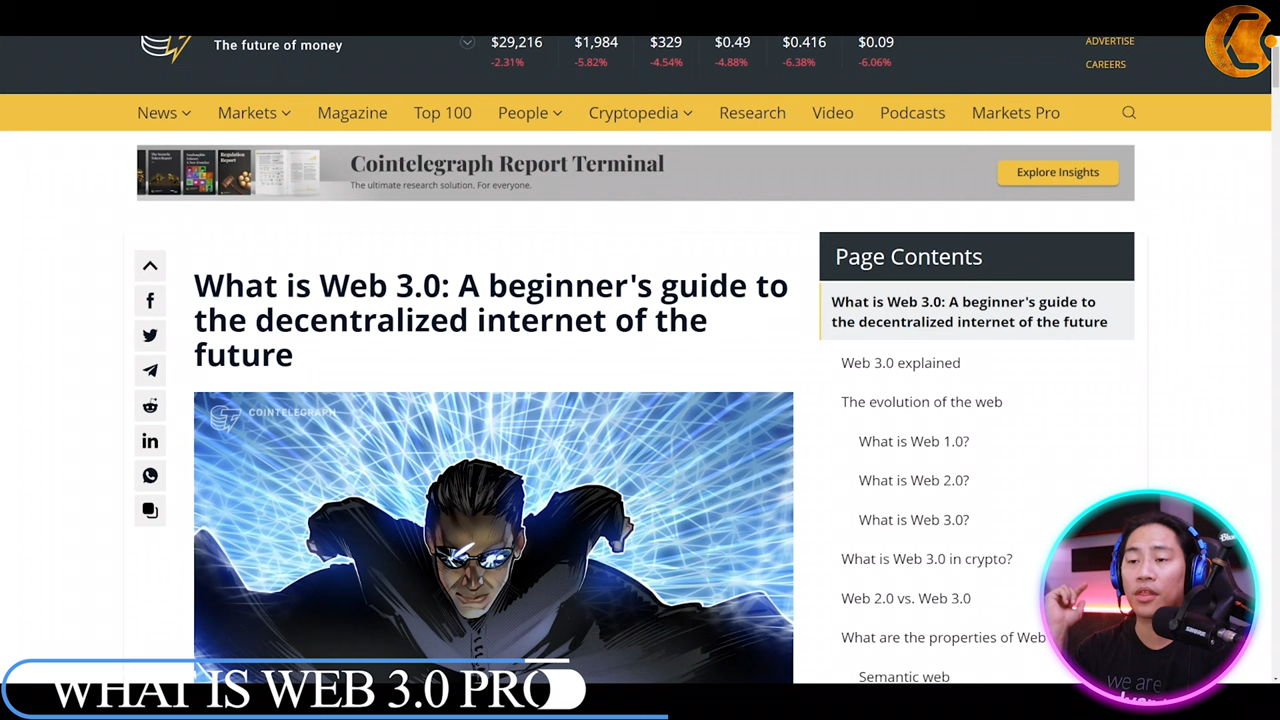 The future of money
$29,216 $1,984 $329 $0.49 $0.416 $0.09
-2.31% -5.82% -4.54% -4.88% -6.38% -6.06%
ADVERTISE
CAREERS
News Markets Magazine Top 100 People Cryptopedia Research Video Podcasts Markets Pro
Cointelegraph Report Terminal
The ultimate research solution. For everyone.
Explore Insights
What is Web 3.0: A beginner's guide to
the decentralized internet of the
future
COINTELEGRAPH
Page Contents
What is Web 3.0: A beginner's guide to
the decentralized internet of the future
Web 3.0 explained
The evolution of the web
What is Web 1.0?
What is Web 2.0?
What is Web 3.0?
What is Web 3.0 in crypto?
Web 2.0 vs. Web 3.0
What are the properties of Web
Semantic web
we are
WHAT IS WEB 3.0 PRO